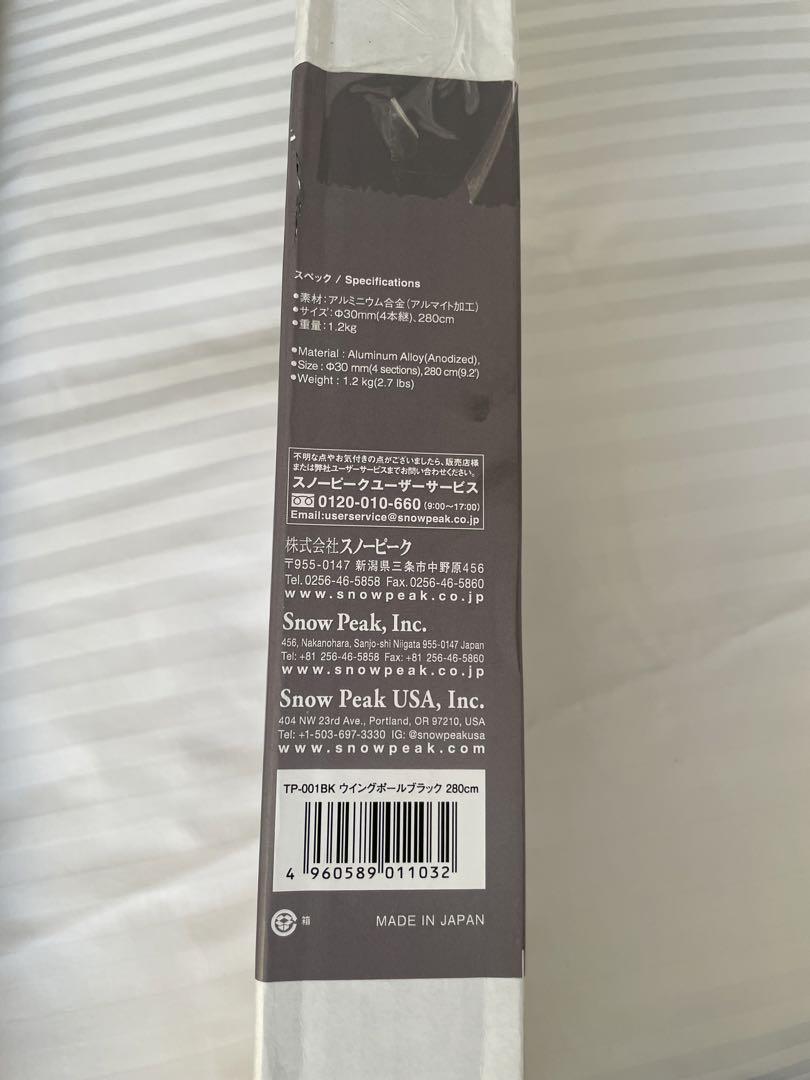 スペック / Specifications
●素材：アルミニウム合金（アルマイト加工）
●サイズ：Φ30mm(4本継)、280cm
●重量：1.2kg
●Material : Aluminum Alloy(Anodized),
●Size : Φ30 mm(4 sections), 280 cm(9.2')
●Weight : 1.2 kg(2.7 lbs)
不明な点やお気付きの点がございましたら、販売店様
または弊社ユーザーサービスまでお問い合わせください。
スノーピークユーザーサービス
0120-010-660 (9:00〜17:00)
Email:userservice@snowpeak.co.jp
株式会社スノーピーク
〒955-0147 新潟県三条市中野原456
Tel. 0256-46-5858 Fax. 0256-46-5860
www.snowpeak.co.jp
Snow Peak, Inc.
456, Nakanohara, Sanjo-shi Niigata 955-0147 Japan
Tel: +81 256-46-5858 Fax: +81 256-46-5860
www.snowpeak.co.jp
Snow Peak USA, Inc.
404 NW 23rd Ave., Portland, OR 97210, USA
Tel: +1-503-697-3330 IG: @snowpeakusa
www.snowpeak.com
TP-001BK ウイングポールブラック 280cm
4 960589 011032
箱
MADE IN JAPAN